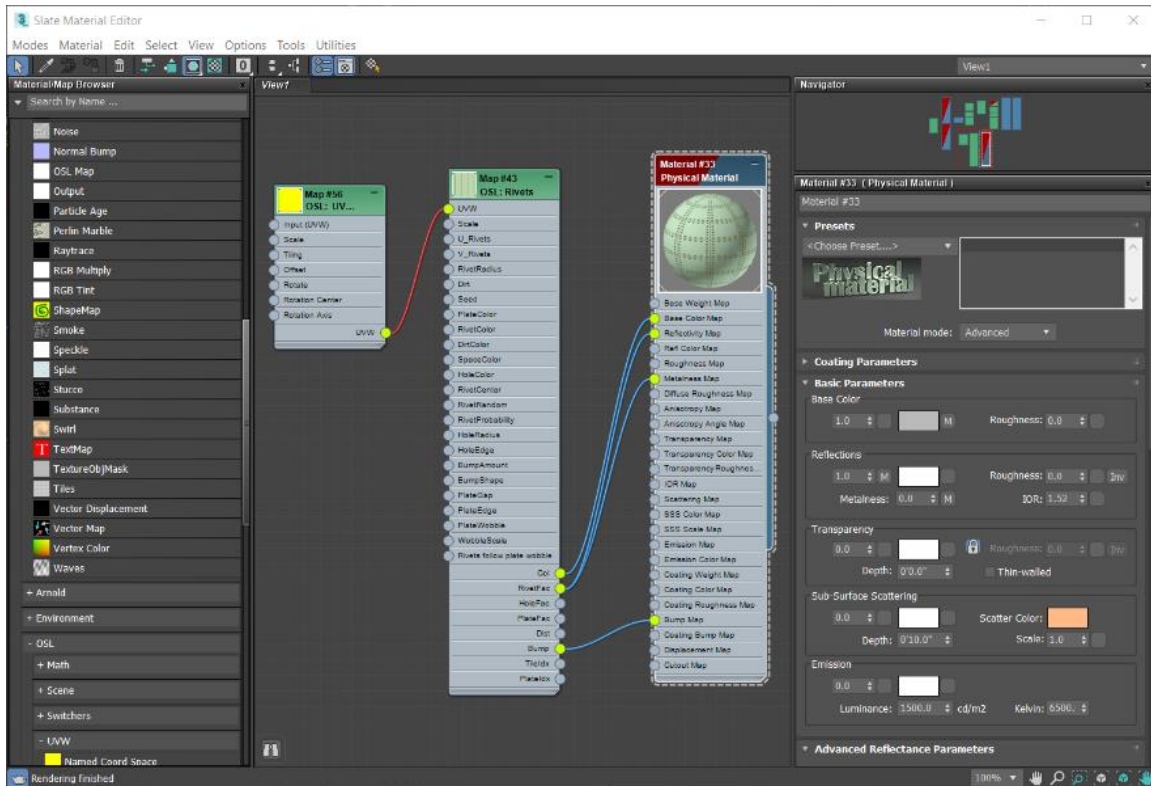 Slate Material Editor
Modes Material Edit Select View Options Tools Utilities
View1
Material/Map Browser
Search by Name ...
Noise
Normal Bump
OSL Map
Output
Particle Age
Perlin Marble
Raytrace
RGB Multiply
RGB Tint
ShapeMap
Smoke
Speckle
Splat
Stucco
Substance
Swirl
TextMap
TextureObjMask
Tiles
Vector Displacement
Vector Map
Vertex Color
Waves
+ Arnold
+ Environment
- OSL
+ Math
+ Scene
+ Switchers
- UVW
Named Coord Space
Rendering finished
View1
Map #56
OSL: UV...
Input (UVW)
Scale
Tiling
Offset
Rotate
Rotation Center
Rotation Axis
UVW
Map #43
OSL: Rivets
UVW
Scale
U_Rivets
V_Rivets
RivetRadius
Dirt
Seed
PlateColor
RivetColor
DirtColor
SpaceColor
HoleColor
RivetCenter
RivetRandom
RivetProbability
HoleRadius
HoleEdge
BumpAmount
BumpShape
PlateGap
PlateEdge
PlateWobble
WobbleScale
Rivets follow plate wobble
Col
RivetFac
HoleFac
PlateFac
Dist
Bump
TileIdx
PlateIdx
Material #33
Physical Material
Base Weight Map
Base Color Map
Reflectivity Map
Refl Color Map
Roughness Map
Metalness Map
Diffuse Roughness Map
Anisotropy Map
Anisotropy Angle Map
Transparency Map
Transparency Color Map
Transparency Roughnes...
IOR Map
Scattering Map
SSS Color Map
SSS Scale Map
Emission Map
Emission Color Map
Coating Weight Map
Coating Color Map
Coating Roughness Map
Bump Map
Coating Bump Map
Displacement Map
Cutout Map
Navigator
Material #33 ( Physical Material )
Material #33
Presets
<Choose Preset....>
Physical material
Material mode: Advanced
Coating Parameters
Basic Parameters
Base Color
1.0 M Roughness: 0.0
Reflections
1.0 M Roughness: 0.0 Inv
Metalness: 0.0 M IOR: 1.52
Transparency
0.0 Roughness: 0.0 Inv
Depth: 0'0.0" Thin-walled
Sub-Surface Scattering
0.0 Scatter Color:
Depth: 0'10.0" Scale: 1.0
Emission
0.0
Luminance: 1500.0 cd/m2 Kelvin: 6500.
Advanced Reflectance Parameters
100%